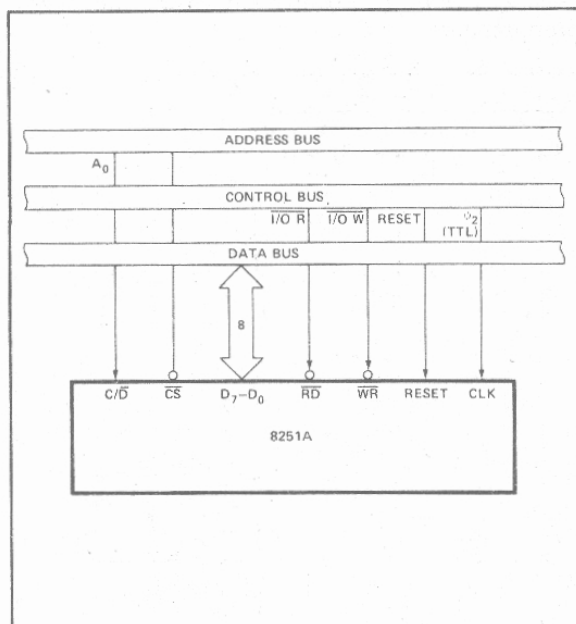 ADDRESS BUS
A₀
CONTROL BUS
I/O R I/O W RESET φ₂
(TTL)
DATA BUS
8
C/D CS D₇–D₀ RD WR RESET CLK
8251A